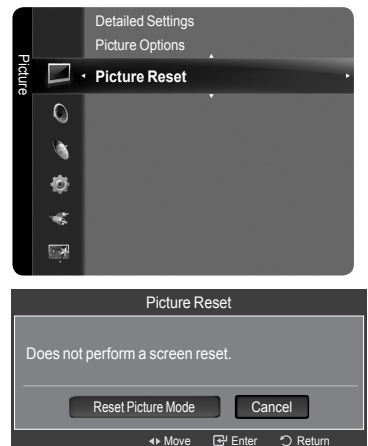 Detailed Settings
Picture Options
Picture
Picture Reset
Picture Reset
Does not perform a screen reset.
Reset Picture Mode Cancel
Move Enter Return